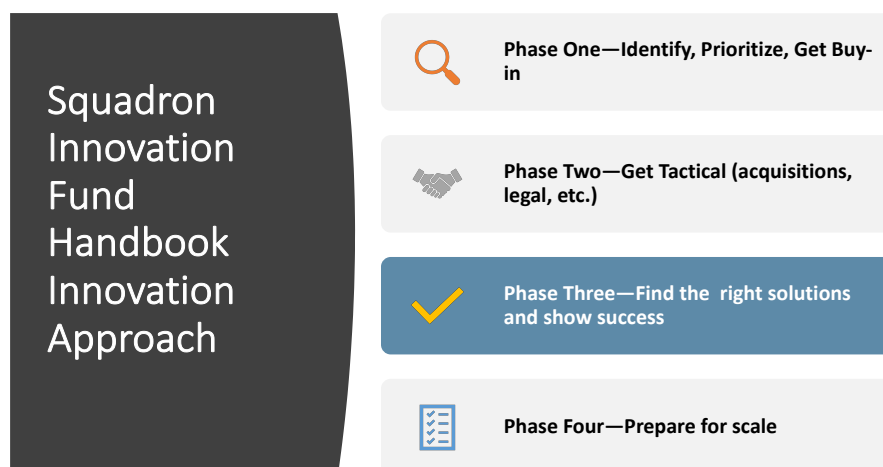 Squadron
Innovation
Fund
Handbook
Innovation
Approach
Phase One—Identify, Prioritize, Get Buy-
in
Phase Two—Get Tactical (acquisitions,
legal, etc.)
Phase Three—Find the  right solutions
and show success
Phase Four—Prepare for scale